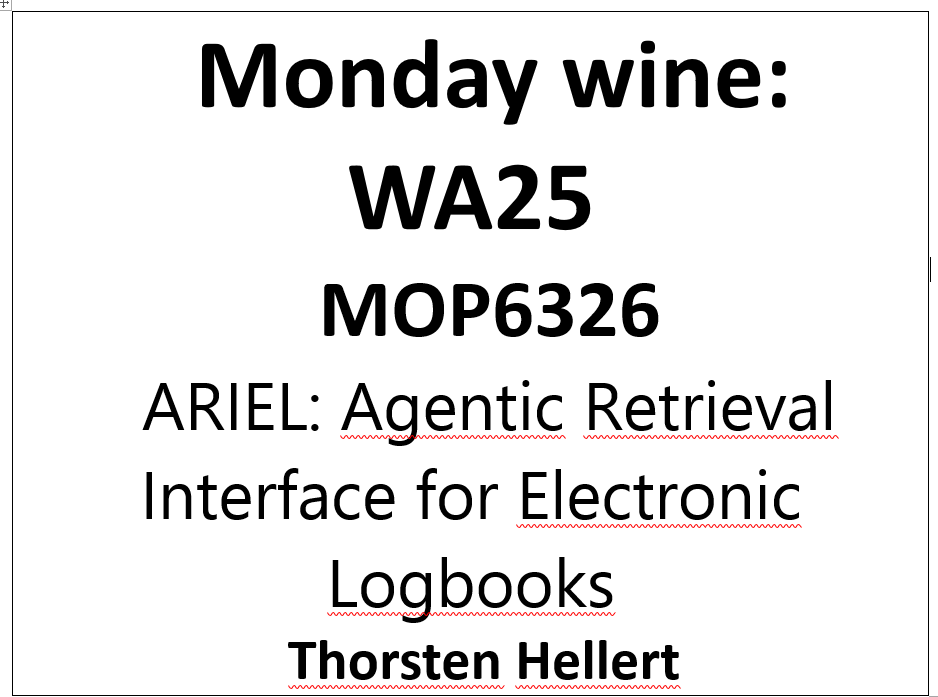 Monday wine:
WA25
MOP6326
ARIEL: Agentic Retrieval
Interface for Electronic
Logbooks
Thorsten Hellert